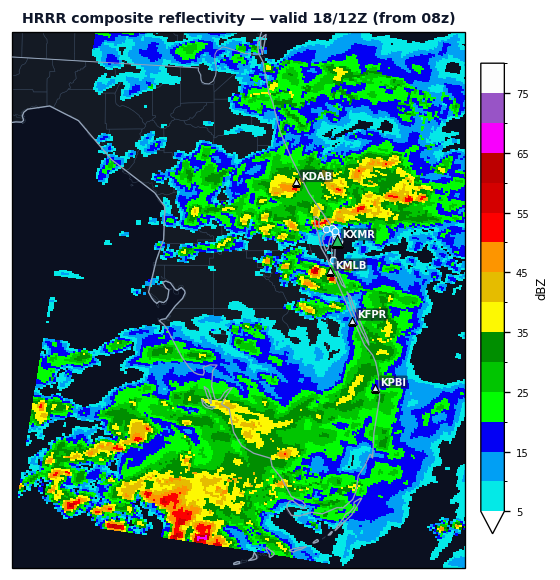 HRRR composite reflectivity — valid 18/12Z (from 08z)
KDAB
KXMR
KMLB
KFPR
KPBI
75
65
55
45
35
25
15
5
dBZ